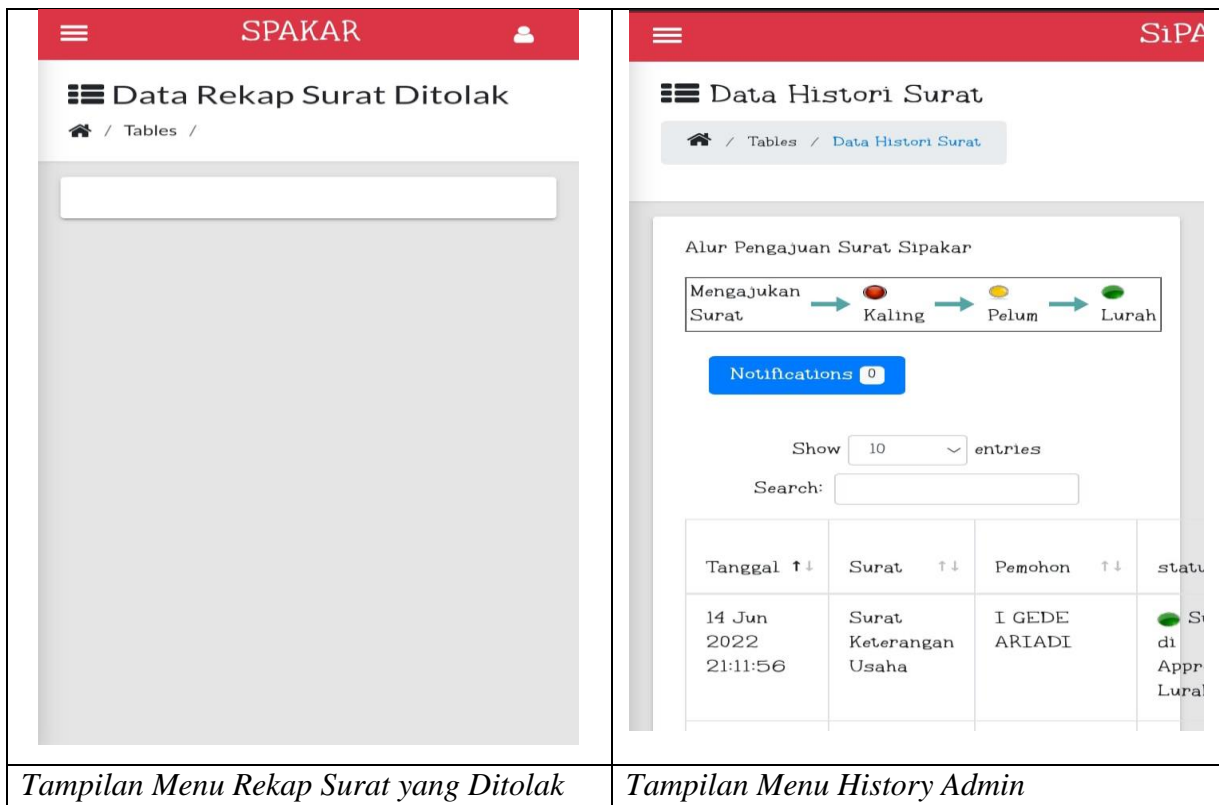 SPAKAR
Data Rekap Surat Ditolak
/ Tables /
Tampilan Menu Rekap Surat yang Ditolak
SiPA
Data Histori Surat
/ Tables / Data Histori Surat
Alur Pengajuan Surat Sipakar
Mengajukan
Surat
Kaling
Pelum
Lurah
Notifications 0
Show 10 entries
Search:
Tanggal Surat Pemohon statu
14 Jun
2022
21:11:56
Surat
Keterangan
Usaha
I GEDE
ARIADI
S
di
Appr
Lural
Tampilan Menu History Admin